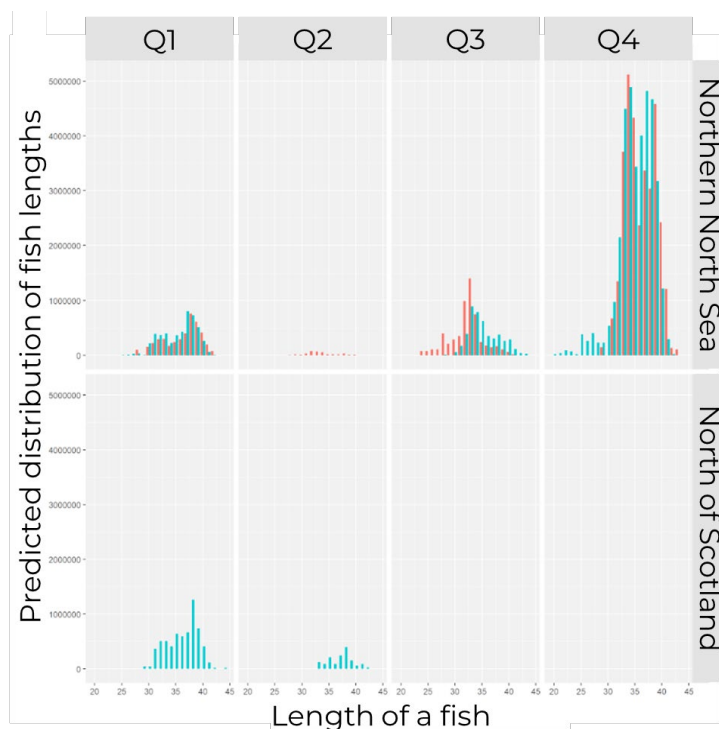 Q1 Q2 Q3 Q4
Predicted distribution of fish lengths
5000000
4000000
3000000
2000000
1000000
0
Northern North Sea
5000000
4000000
3000000
2000000
1000000
0
North of Scotland
20 25 30 35 40 45 20 25 30 35 40 45 20 25 30 35 40 45 20 25 30 35 40 45
Length of a fish